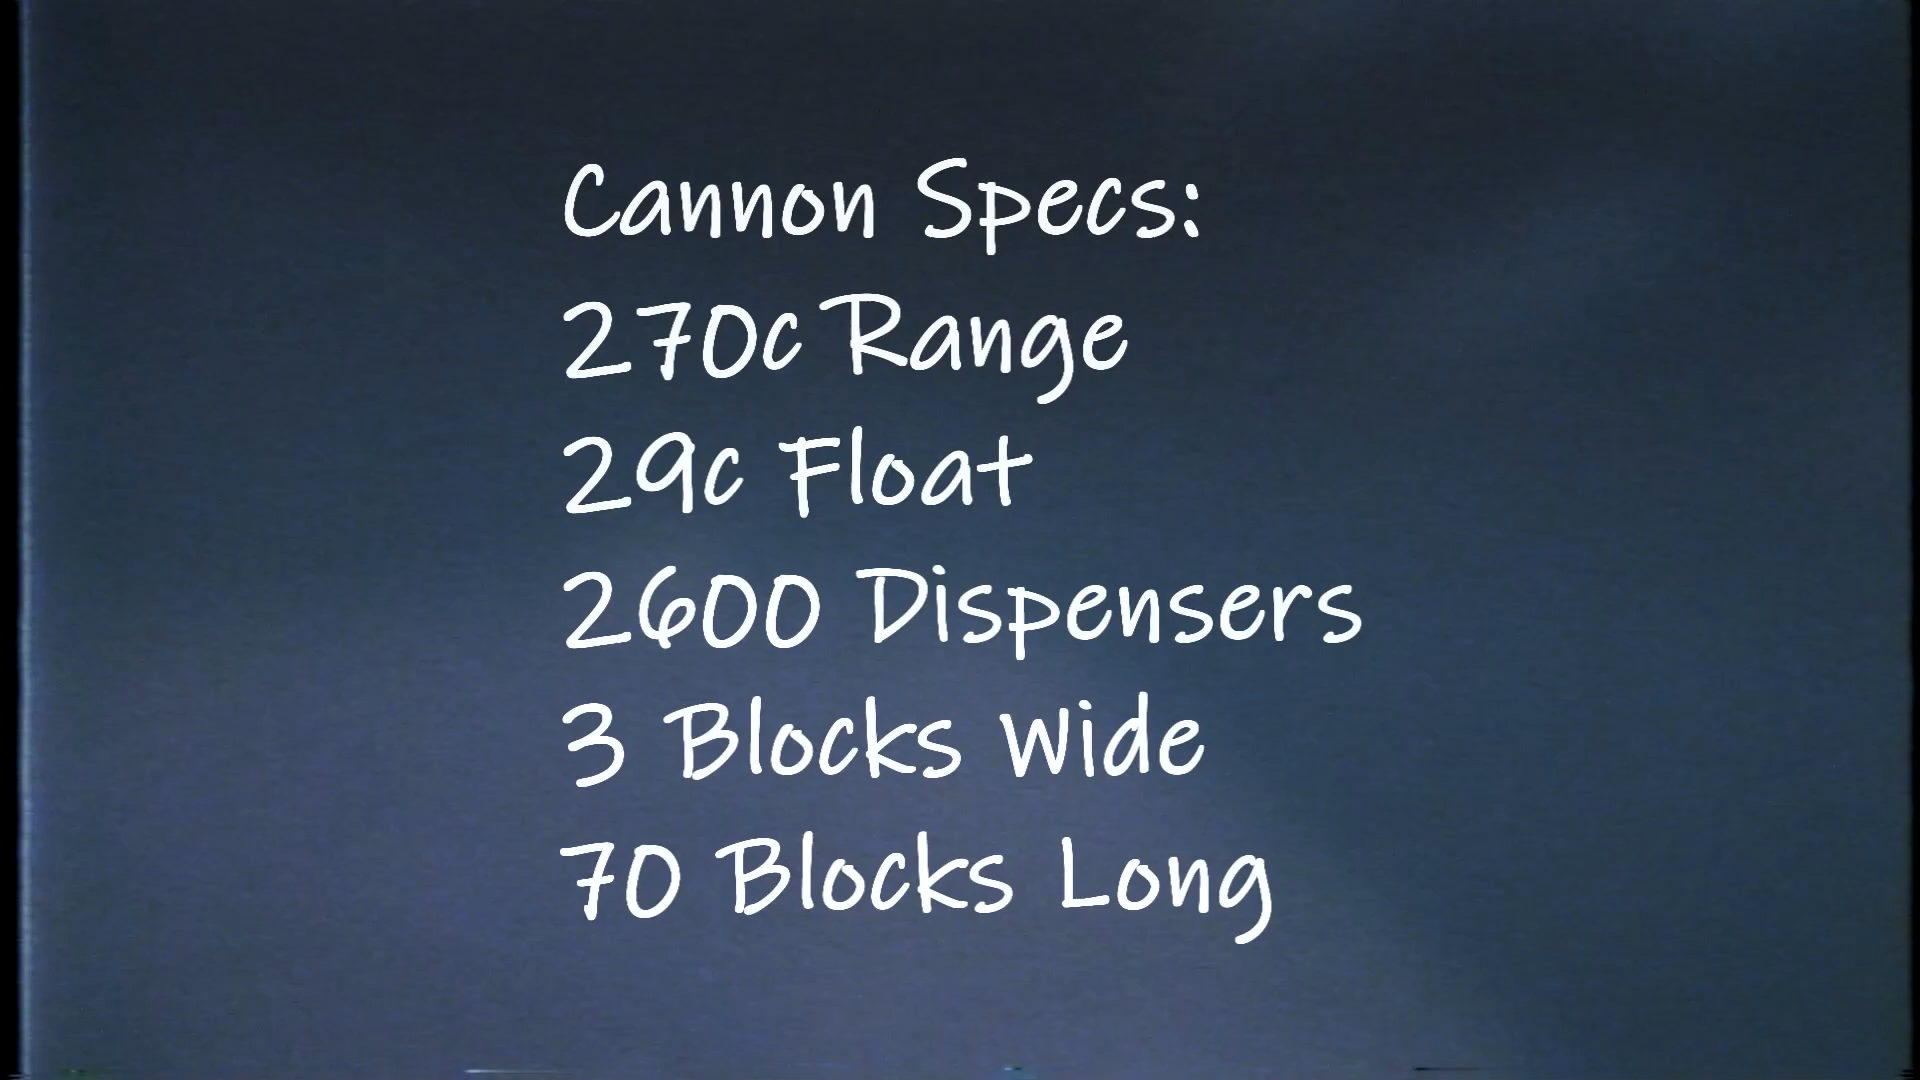 Cannon Specs:
270c Range
29c Float
2600 Dispensers
3 Blocks Wide
70 Blocks Long